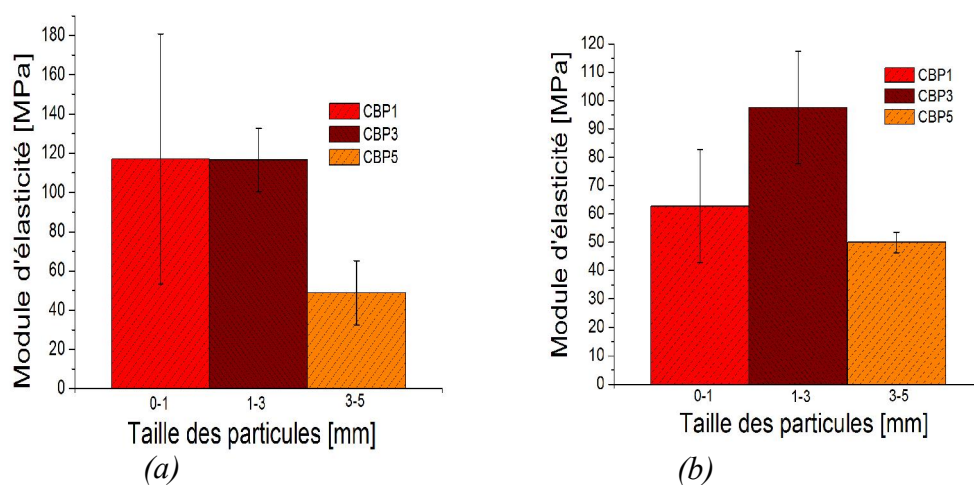 Module d'élasticité [MPa]
180
160
140
120
100
80
60
40
20
0
CBP1
CBP3
CBP5
0-1
1-3
3-5
Taille des particules [mm]
(a)
Module d'élasticité [MPa]
120
110
100
90
80
70
60
50
40
30
20
10
0
CBP1
CBP3
CBP5
0-1
1-3
3-5
Taille des particules [mm]
(b)